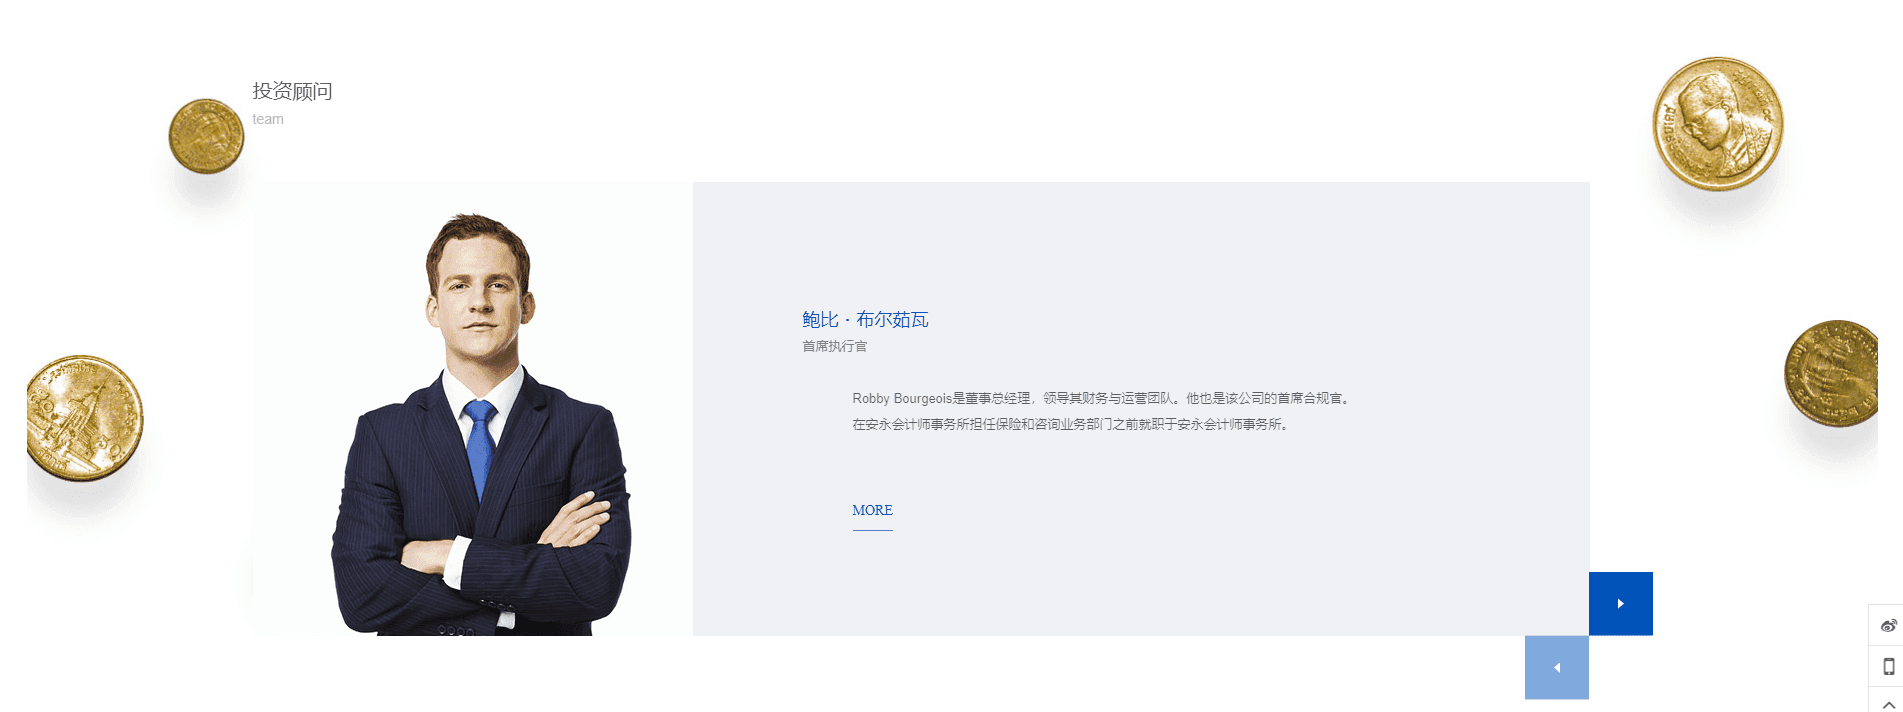 投资顾问
team
鲍比·布尔茹瓦
首席执行官
Robby Bourgeois是董事总经理，领导其财务与运营团队。他也是该公司的首席合规官。
在安永会计师事务所担任保险和咨询业务部门之前就职于安永会计师事务所。
MORE